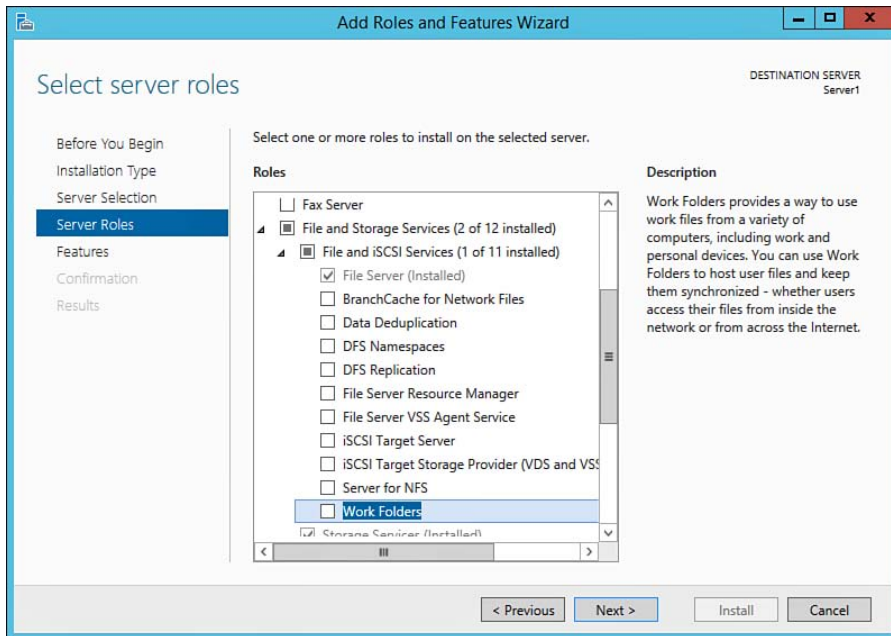 Add Roles and Features Wizard
Select server roles
DESTINATION SERVER
Server1
Before You Begin
Installation Type
Server Selection
Server Roles
Features
Confirmation
Results
Select one or more roles to install on the selected server.
Roles
Fax Server
File and Storage Services (2 of 12 installed)
File and iSCSI Services (1 of 11 installed)
File Server (Installed)
BranchCache for Network Files
Data Deduplication
DFS Namespaces
DFS Replication
File Server Resource Manager
File Server VSS Agent Service
iSCSI Target Server
iSCSI Target Storage Provider (VDS and VSS
Server for NFS
Work Folders
Storage Services (Installed)
Description
Work Folders provides a way to use
work files from a variety of
computers, including work and
personal devices. You can use Work
Folders to host user files and keep
them synchronized - whether users
access their files from inside the
network or from across the Internet.
< Previous
Next >
Install
Cancel